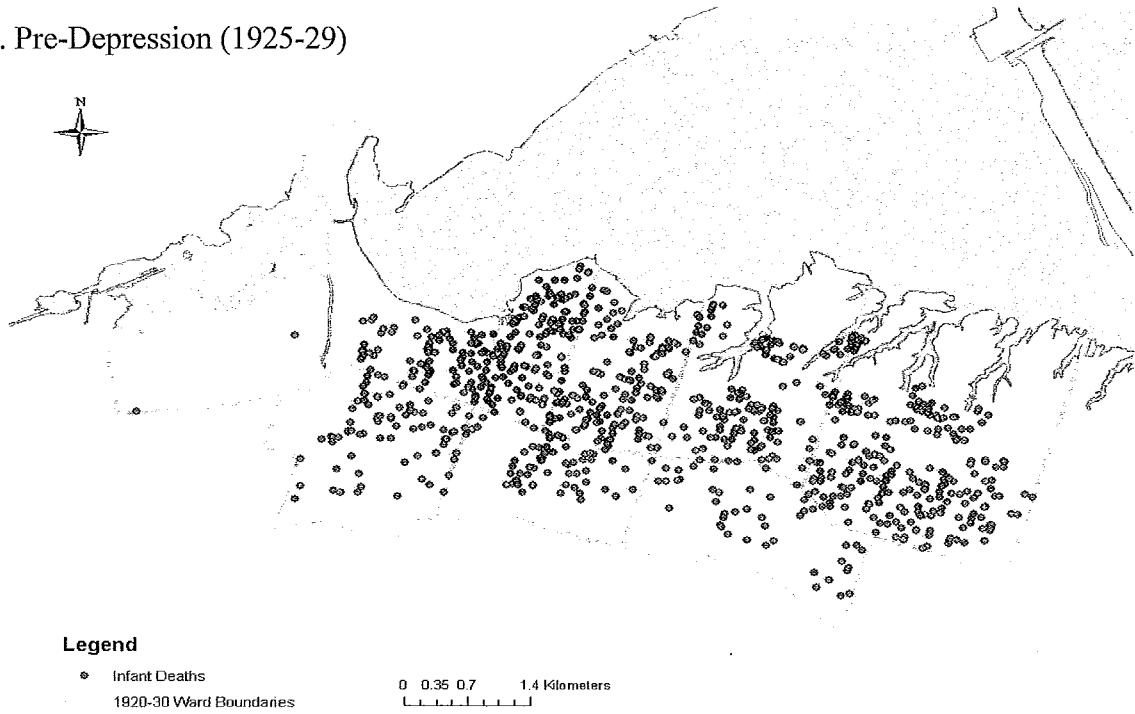 . Pre-Depression (1925-29)
N
Legend
Infant Deaths
1920-30 Ward Boundaries
0 0.35 0.7 1.4 Kilometers